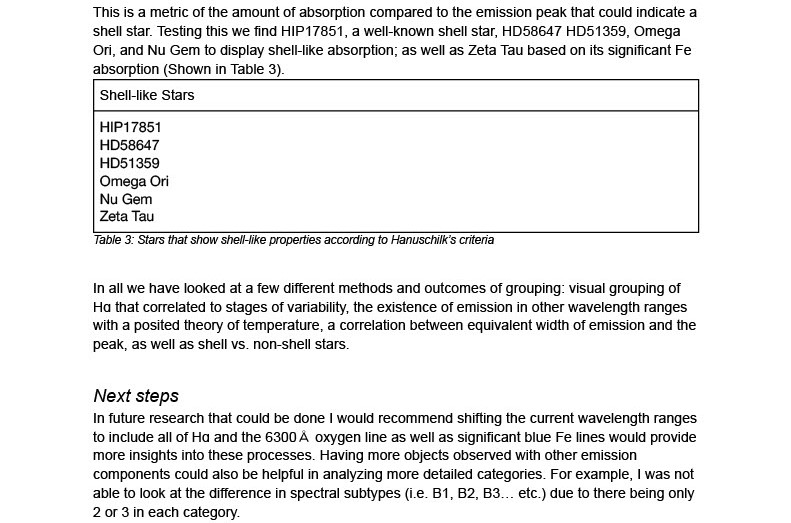 This is a metric of the amount of absorption compared to the emission peak that could indicate a
shell star. Testing this we find HIP17851, a well-known shell star, HD58647 HD51359, Omega
Ori, and Nu Gem to display shell-like absorption; as well as Zeta Tau based on its significant Fe
absorption (Shown in Table 3).
Shell-like Stars
HIP17851
HD58647
HD51359
Omega Ori
Nu Gem
Zeta Tau
Table 3: Stars that show shell-like properties according to Hanuschilk's criteria
In all we have looked at a few different methods and outcomes of grouping: visual grouping of
Hα that correlated to stages of variability, the existence of emission in other wavelength ranges
with a posited theory of temperature, a correlation between equivalent width of emission and the
peak, as well as shell vs. non-shell stars.
Next steps
In future research that could be done I would recommend shifting the current wavelength ranges
to include all of Hα and the 6300 Å oxygen line as well as significant blue Fe lines would provide
more insights into these processes. Having more objects observed with other emission
components could also be helpful in analyzing more detailed categories. For example, I was not
able to look at the difference in spectral subtypes (i.e. B1, B2, B3... etc.) due to there being only
2 or 3 in each category.